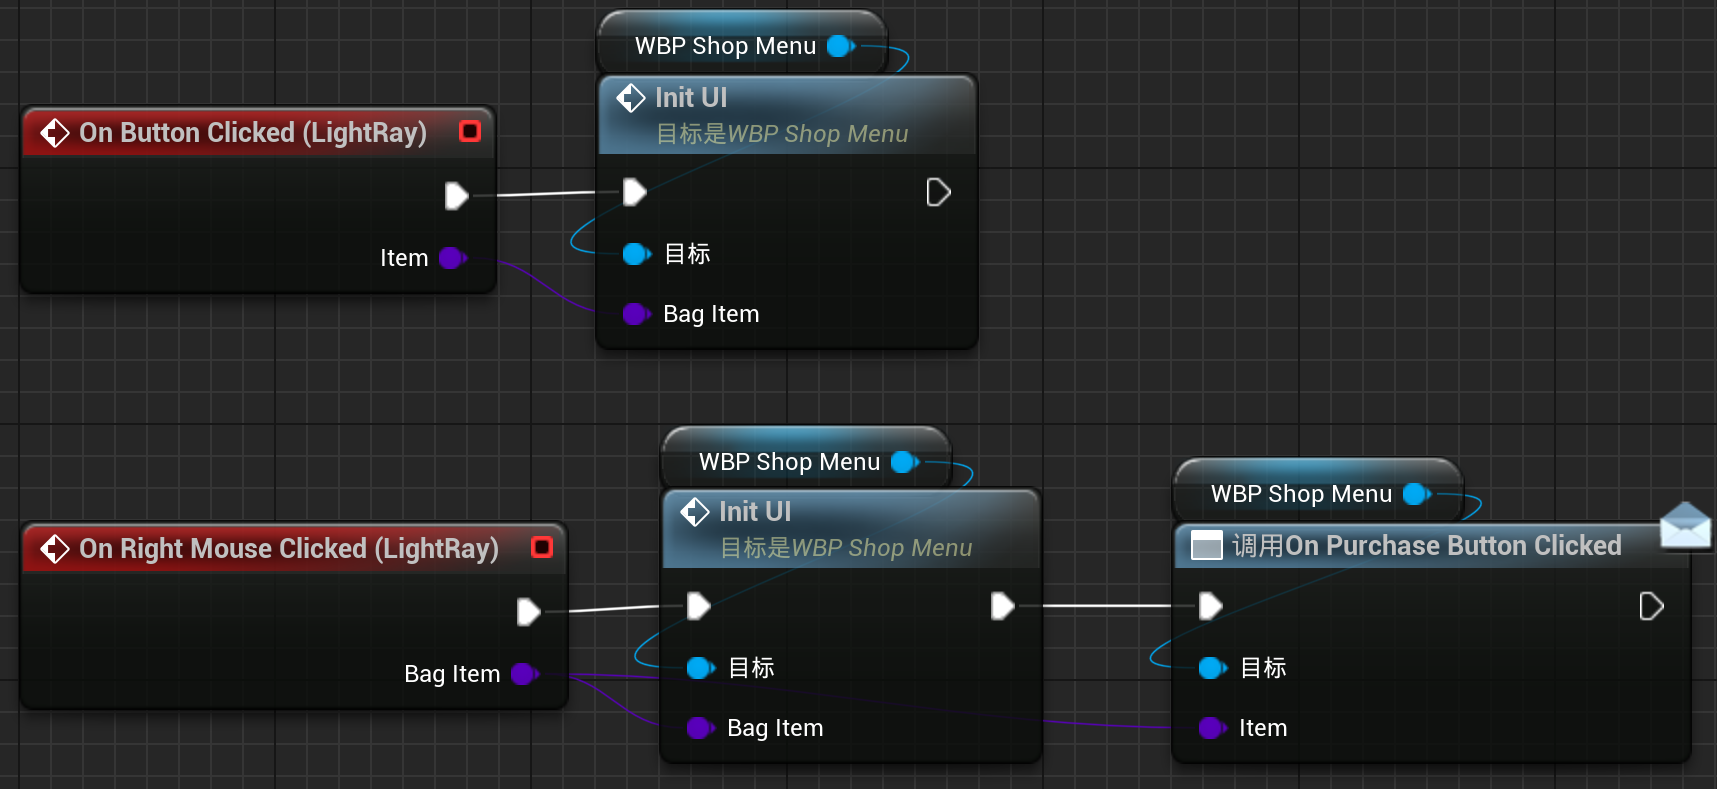 WBP Shop Menu
Init UI
目标是WBP Shop Menu
On Button Clicked (LightRay)
Item
目标
Bag Item
WBP Shop Menu
Init UI
目标是WBP Shop Menu
WBP Shop Menu
调用On Purchase Button Clicked
On Right Mouse Clicked (LightRay)
Bag Item
目标
Bag Item
目标
Item